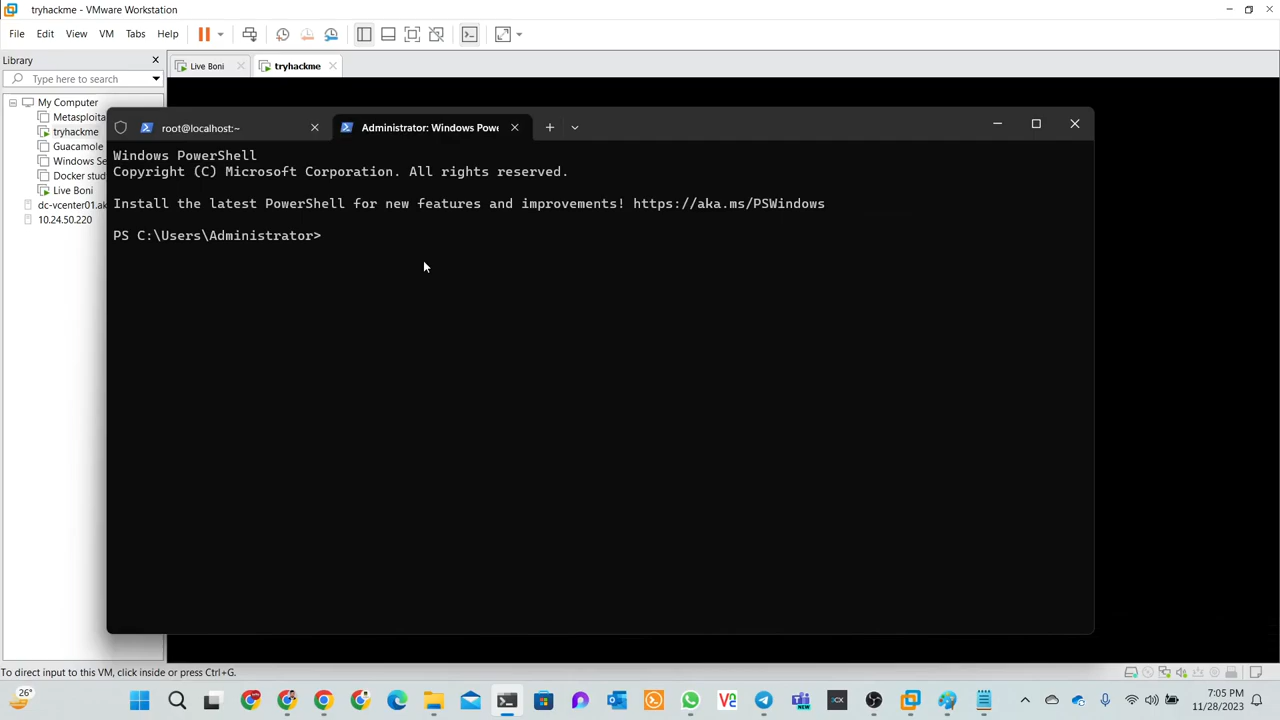 tryhackme - VMware Workstation
File Edit View VM Tabs Help
Library
Type here to search
Live Boni
tryhackme
My Computer
Metasploita
tryhackme
Guacamole
Windows Se
Docker stud
Live Boni
dc-vcenter01.ak
10.24.50.220
root@localhost:~
Administrator: Windows Powe
Windows PowerShell
Copyright (C) Microsoft Corporation. All rights reserved.
Install the latest PowerShell for new features and improvements! https://aka.ms/PSWindows
PS C:\Users\Administrator>
To direct input to this VM, click inside or press Ctrl+G.
26°
7:05 PM
11/28/2023